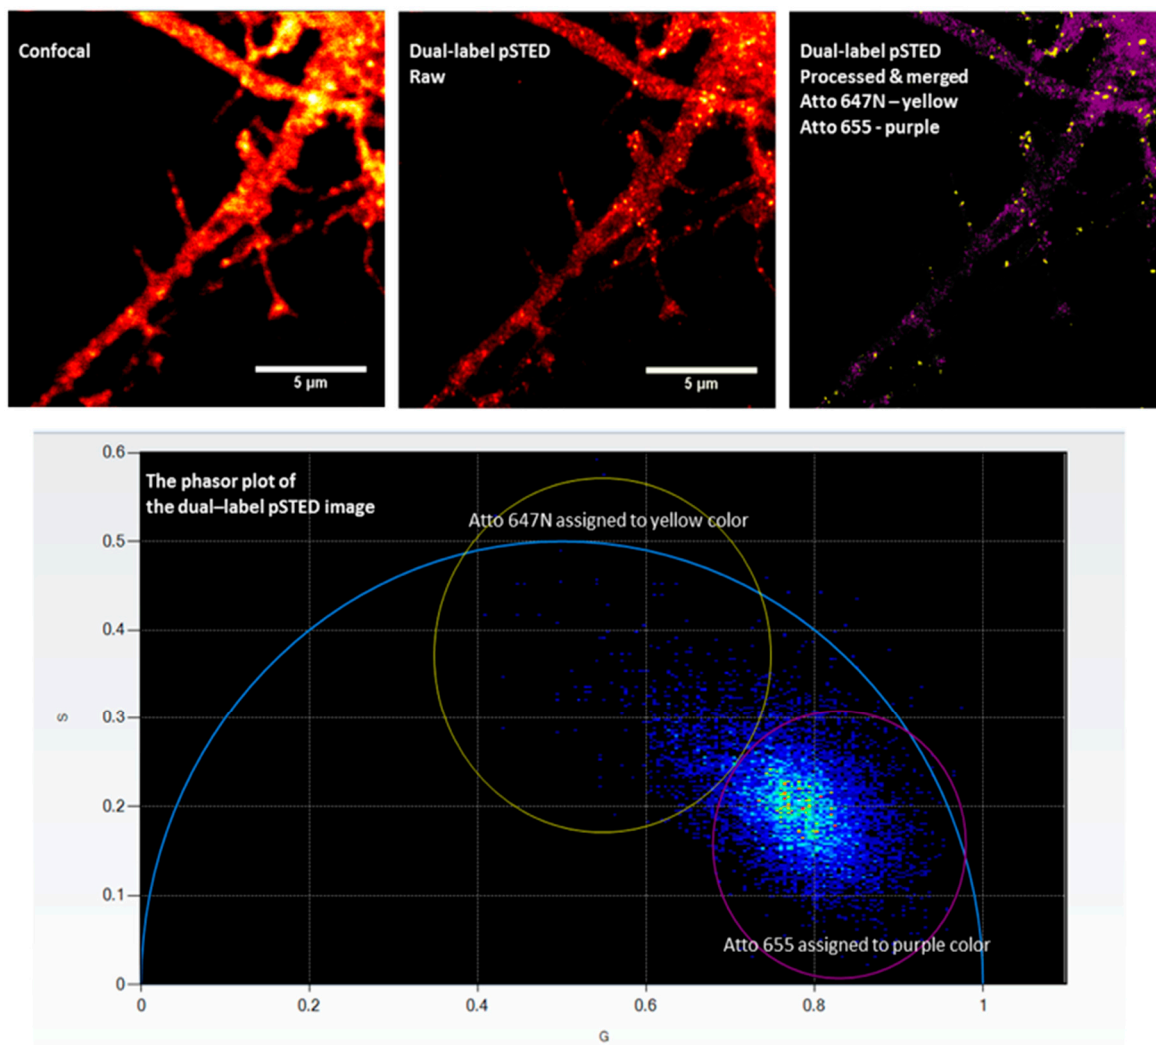 Confocal
5 µm
Dual-label pSTED
Raw
5 µm
Dual-label pSTED
Processed & merged
Atto 647N – yellow
Atto 655 - purple
The phasor plot of
the dual–label pSTED image
Atto 647N assigned to yellow color
Atto 655 assigned to purple color
0.6
0.5
0.4
0.3
0.2
0.1
0
S
0
0.2
0.4
0.6
0.8
1
G